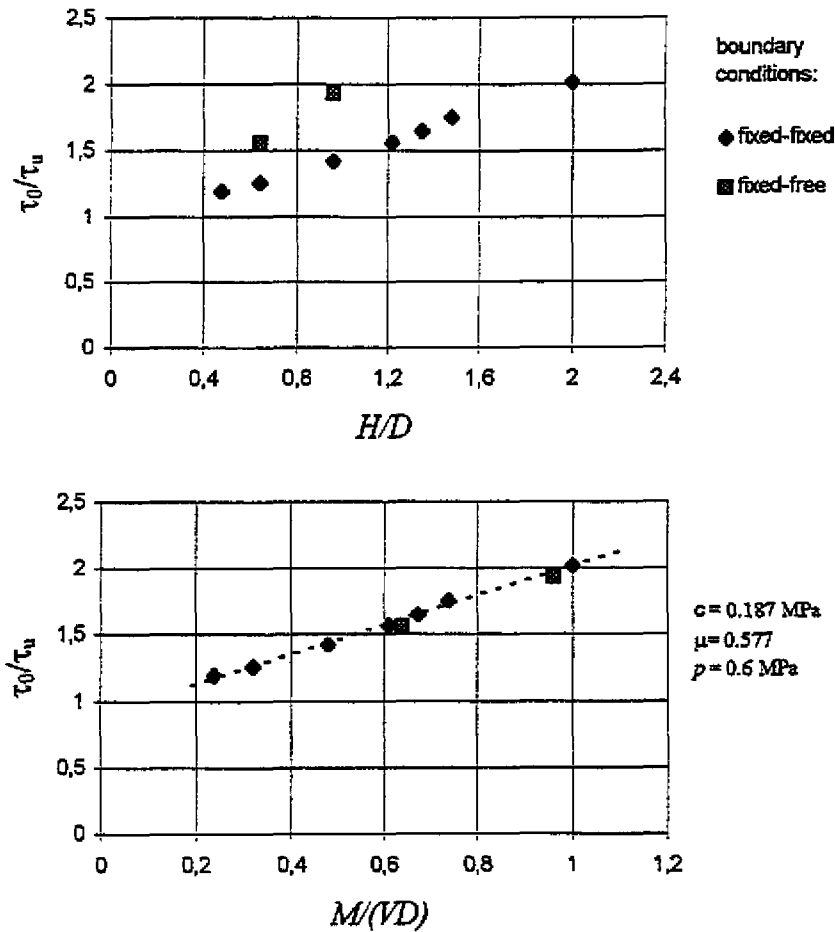 2,5
2
1,5
1
0,5
0
τ₀/τᵤ
0 0,4 0,8 1,2 1,6 2 2,4
H/D
boundary
conditions:
fixed-fixed
fixed-free
2,5
2
1,5
1
0,5
0
τ₀/τᵤ
0 0,2 0,4 0,6 0,8 1 1,2
M/(VD)
c = 0.187 MPa
μ = 0.577
p = 0.6 MPa